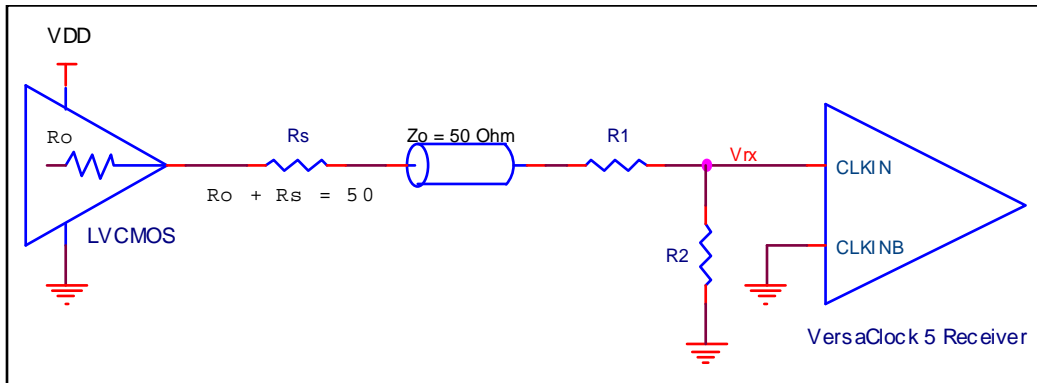 VDD
Ro
Rs
Zo = 50 Ohm
R1
Vrx
CLKIN
Ro + Rs = 50
LVCMOS
R2
CLKINB
VersaClock 5 Receiver